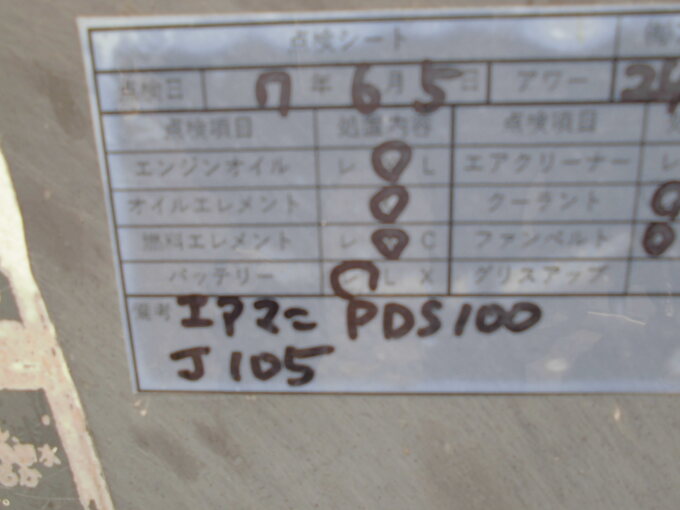 点検シート
点検日 7年 6月 5日 アワー 24
点検項目 処置内容 点検項目
エンジンオイル レ O L エアクリーナー レ
オイルエレメント O クーラント O
燃料エレメント レ O C ファンベルト O
バッテリー レ L X グリスアップ
備考 エアマン PDS100
J105